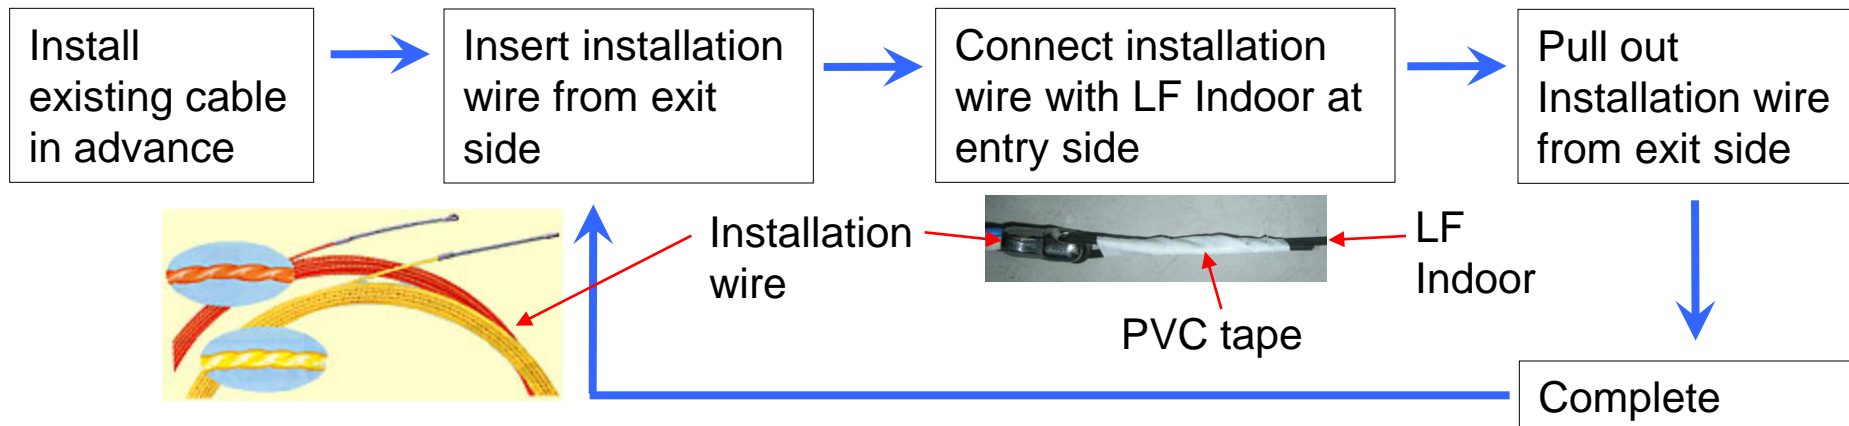 Install
existing cable
in advance
Insert installation
wire from exit
side
Connect installation
wire with LF Indoor at
entry side
Pull out
Installation wire
from exit side
Installation
wire
PVC tape
LF
Indoor
Complete